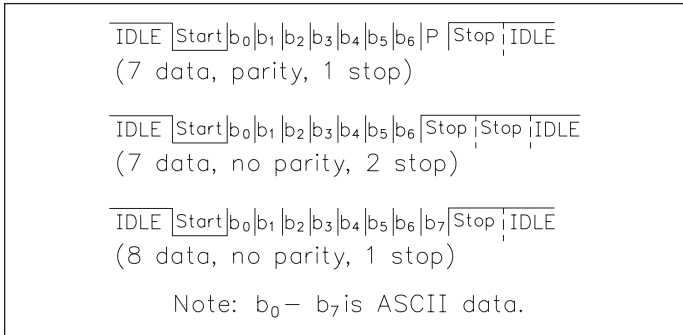 IDLE Start b₀ b₁ b₂ b₃ b₄ b₅ b₆ P Stop IDLE
(7 data, parity, 1 stop)
IDLE Start b₀ b₁ b₂ b₃ b₄ b₅ b₆ Stop Stop IDLE
(7 data, no parity, 2 stop)
IDLE Start b₀ b₁ b₂ b₃ b₄ b₅ b₆ b₇ Stop IDLE
(8 data, no parity, 1 stop)
Note: b₀– b₇ is ASCII data.